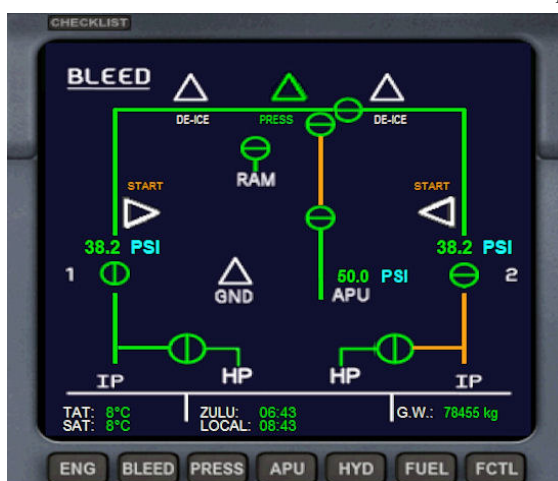 CHECKLIST
BLEED
DE-ICE PRESS DE-ICE
RAM
START START
38.2 PSI 38.2 PSI
1 2
GND
50.0 PSI
APU
HP HP
IP IP
TAT: 8°C ZULU: 06:43 G.W.: 78455 kg
SAT: 8°C LOCAL: 08:43
ENG BLEED PRESS APU HYD FUEL FCTL